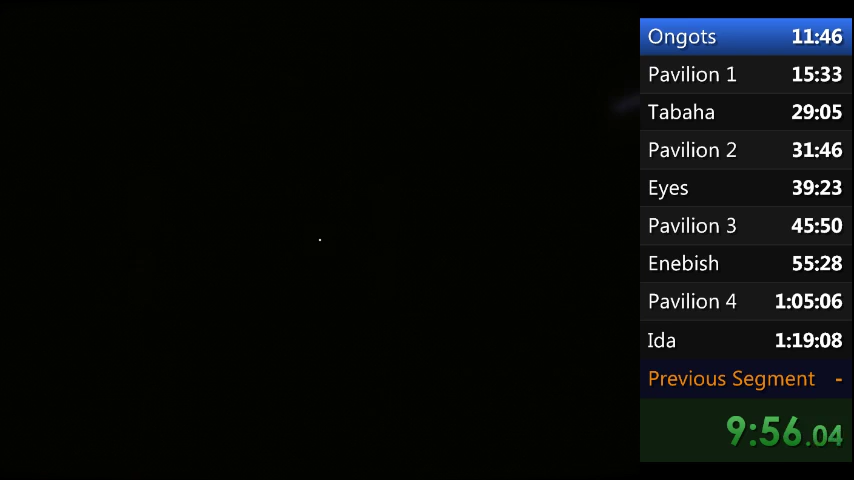 Ongots 11:46
Pavilion 1 15:33
Tabaha 29:05
Pavilion 2 31:46
Eyes 39:23
Pavilion 3 45:50
Enebish 55:28
Pavilion 4 1:05:06
Ida 1:19:08
Previous Segment -
9:56.04